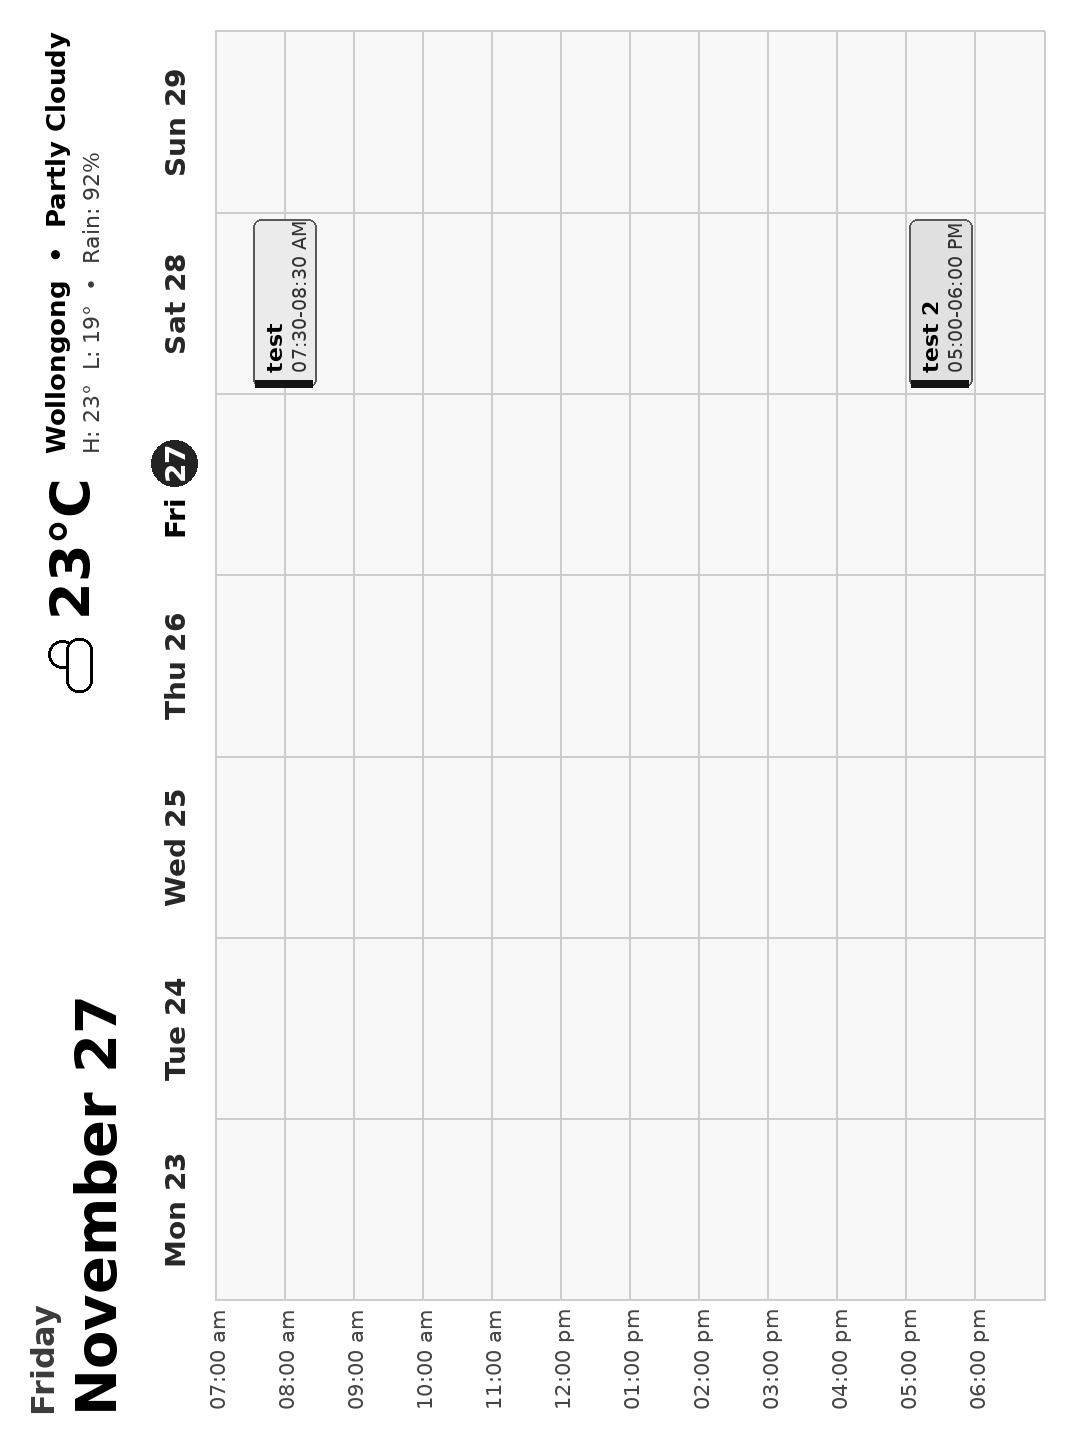 Friday
November 27
23°C
Wollongong • Partly Cloudy
H: 23° L: 19° • Rain: 92%
Mon 23
Tue 24
Wed 25
Thu 26
Fri 27
Sat 28
Sun 29
07:00 am
test
07:30-08:30 AM
08:00 am
09:00 am
10:00 am
11:00 am
12:00 pm
01:00 pm
02:00 pm
03:00 pm
04:00 pm
05:00 pm
test 2
05:00-06:00 PM
06:00 pm